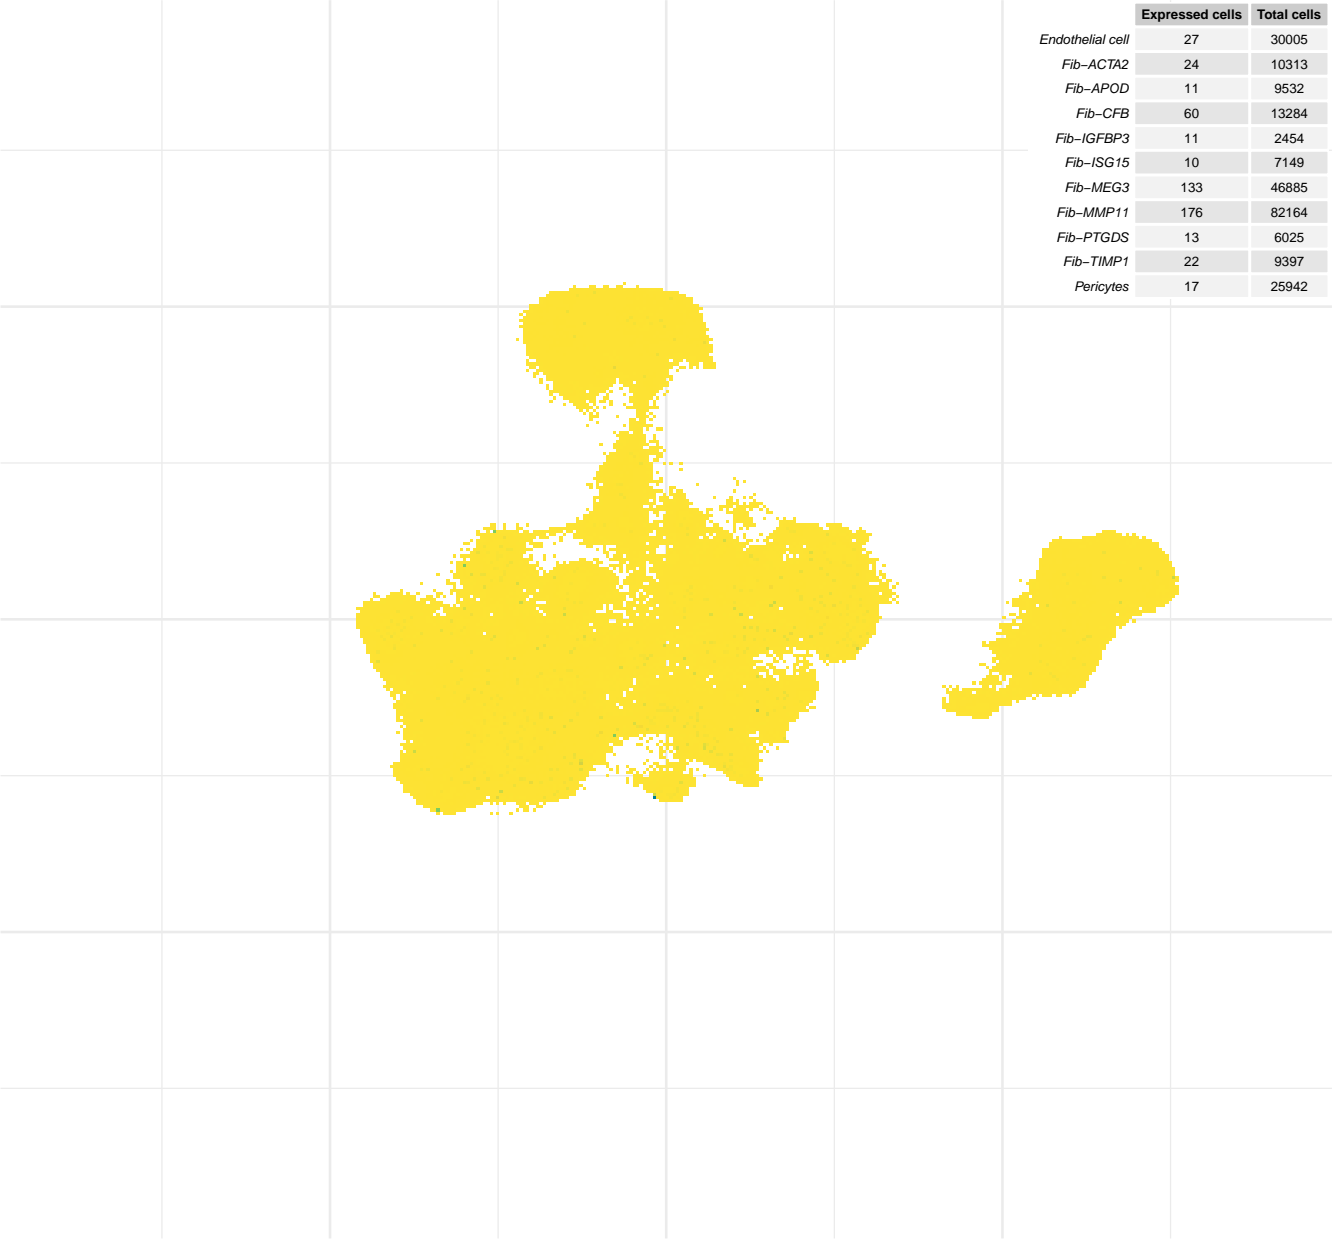 Expressed cells Total cells
Endothelial cell 27 30005
Fib−ACTA2 24 10313
Fib−APOD 11 9532
Fib−CFB 60 13284
Fib−IGFBP3 11 2454
Fib−ISG15 10 7149
Fib−MEG3 133 46885
Fib−MMP11 176 82164
Fib−PTGDS 13 6025
Fib−TIMP1 22 9397
Pericytes 17 25942